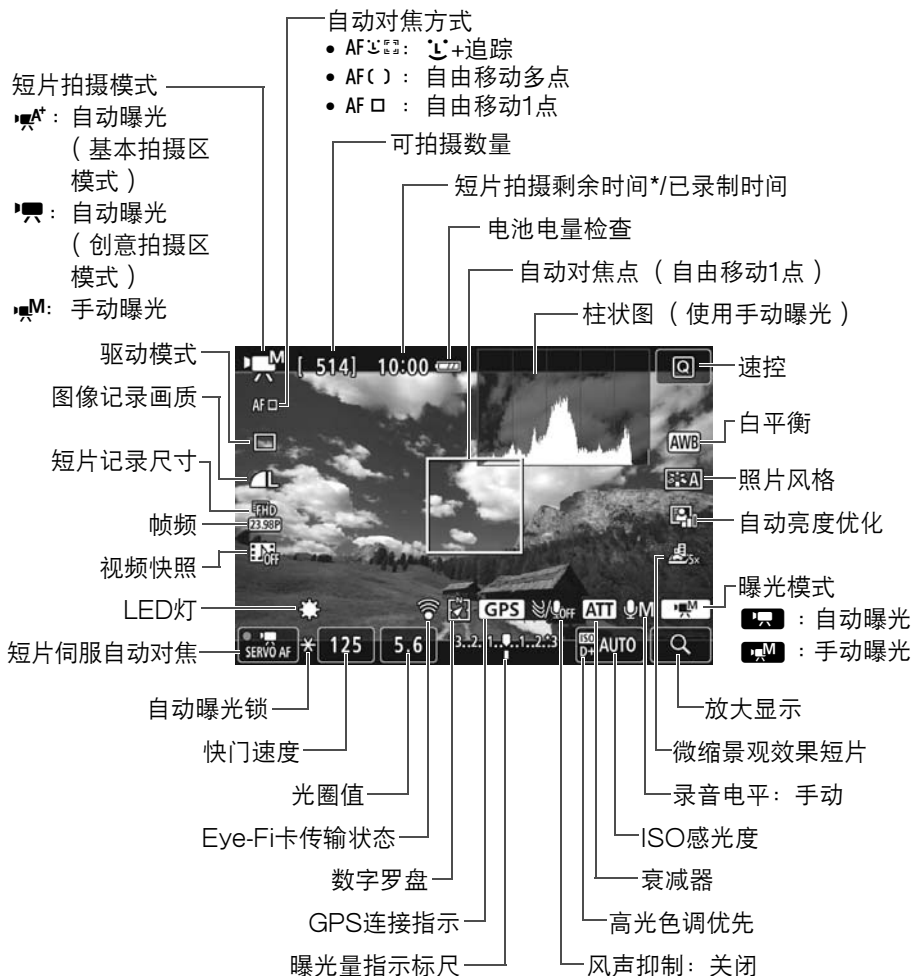 自动对焦方式
• AF : +追踪
• AF( ) : 自由移动多点
• AF □ : 自由移动1点
短片拍摄模式
A+ : 自动曝光
（基本拍摄区
模式）
: 自动曝光
（创意拍摄区
模式）
M: 手动曝光
可拍摄数量
短片拍摄剩余时间*/已录制时间
电池电量检查
自动对焦点（自由移动1点）
柱状图（使用手动曝光）
驱动模式
图像记录画质
短片记录尺寸
帧频
视频快照
LED灯
短片伺服自动对焦
M [ 514] 10:00
Q
AF □
AWB
L
A
FHD
23.98P
OFF
5x
GPS OFF ATT M M
SERVO AF
* 125 5.6 3..2..1..0..1..2..3 ISO D+ AUTO
速控
白平衡
照片风格
自动亮度优化
曝光模式
: 自动曝光
M : 手动曝光
自动曝光锁
快门速度
光圈值
Eye-Fi卡传输状态
数字罗盘
GPS连接指示
曝光量指示标尺
放大显示
微缩景观效果短片
录音电平：手动
ISO感光度
衰减器
高光色调优先
风声抑制：关闭